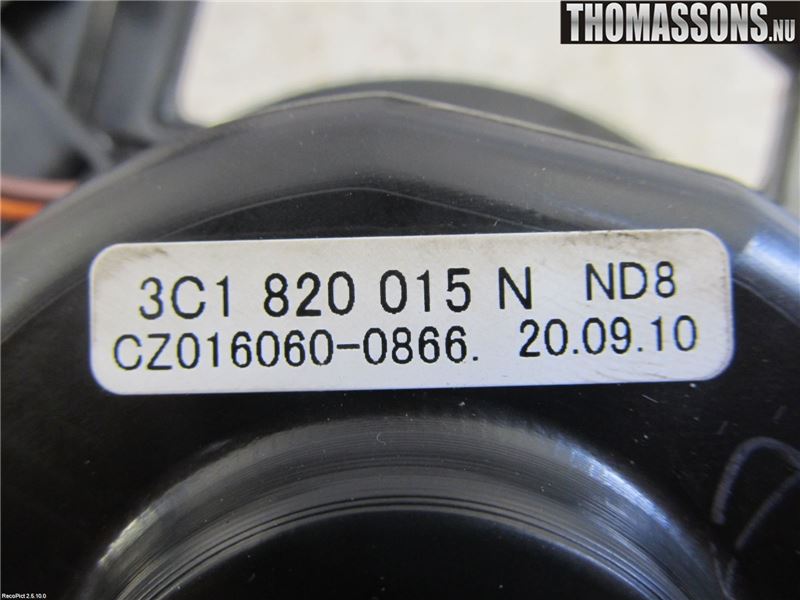 THOMASSONS.NU
3C1 820 015 N ND8
CZ016060-0866. 20.09.10
RecoPict 2.5.10.0